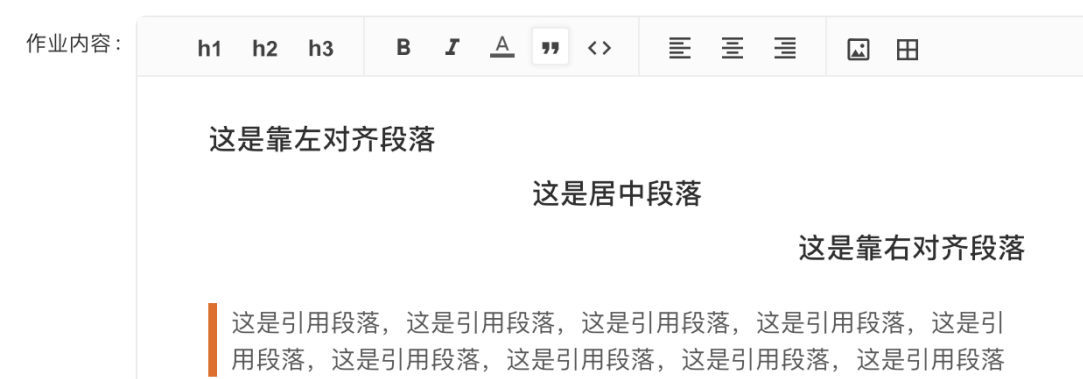 作业内容：
h1 h2 h3 B I A " <>
这是靠左对齐段落
这是居中段落
这是靠右对齐段落
这是引用段落，这是引用段落，这是引用段落，这是引用段落，这是引
用段落，这是引用段落，这是引用段落，这是引用段落，这是引用段落